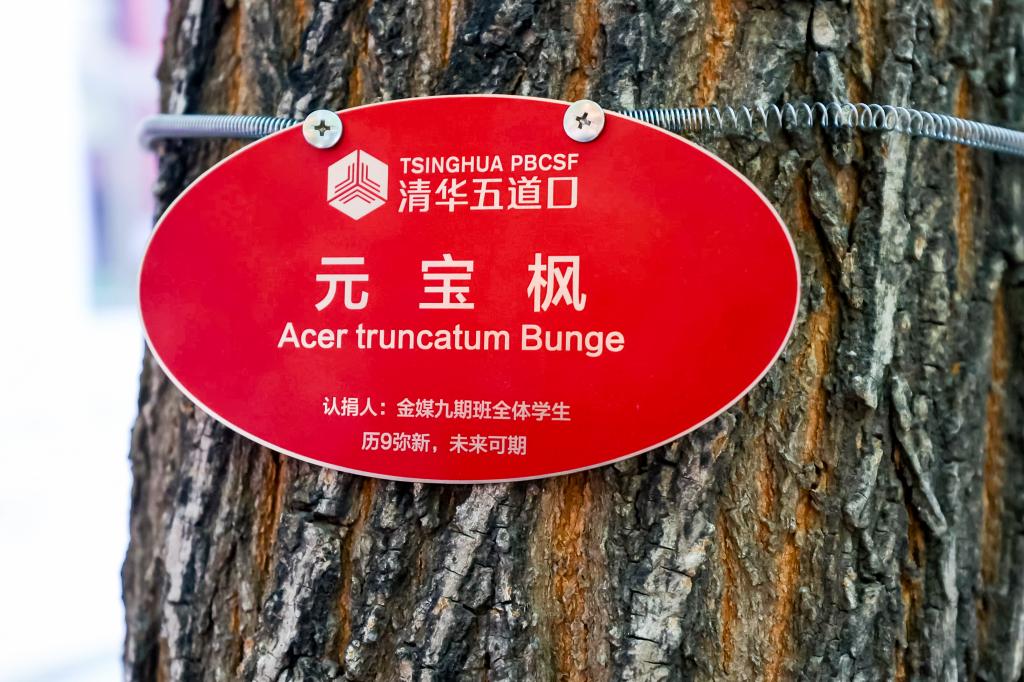 TSINGHUA PBCSF
清华五道口
元宝枫
Acer truncatum Bunge
认捐人：金媒九期班全体学生
历9弥新，未来可期